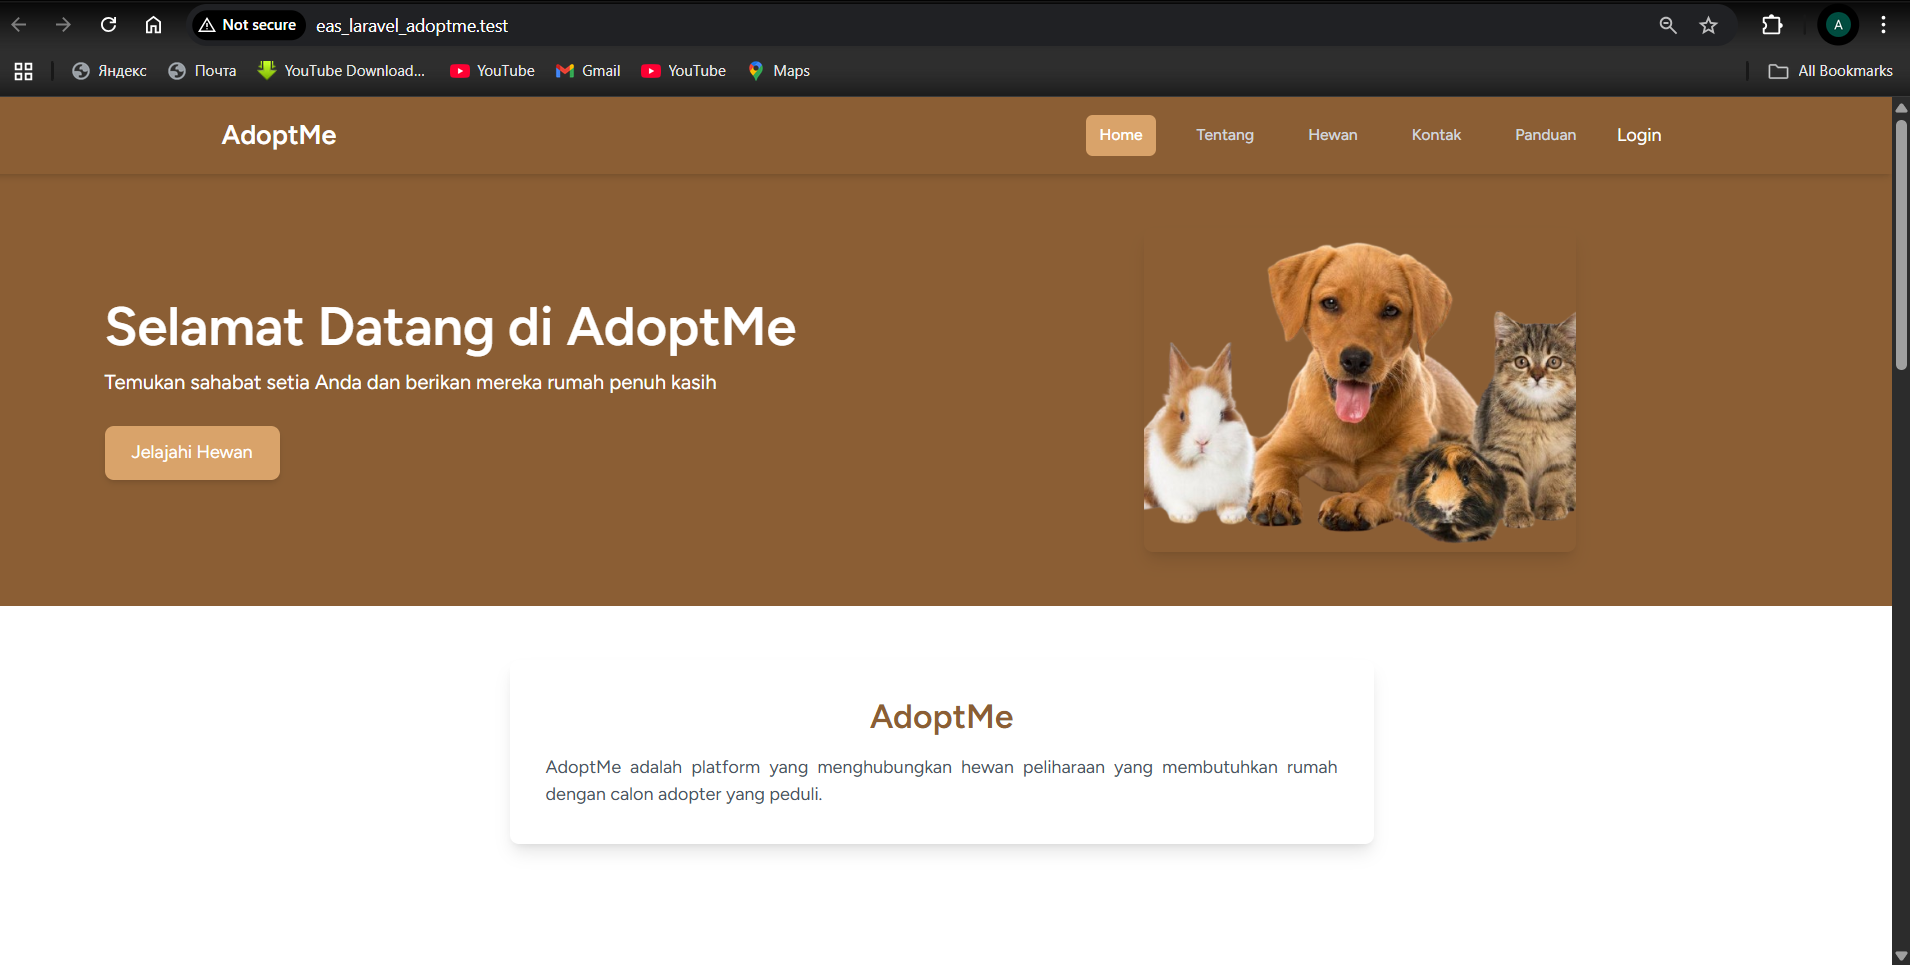 Not secure
eas_laravel_adoptme.test
A
Яндекс
Почта
YouTube Download...
YouTube
Gmail
YouTube
Maps
All Bookmarks
AdoptMe
Home
Tentang
Hewan
Kontak
Panduan
Login
Selamat Datang di AdoptMe
Temukan sahabat setia Anda dan berikan mereka rumah penuh kasih
Jelajahi Hewan
AdoptMe
AdoptMe adalah platform yang menghubungkan hewan peliharaan yang membutuhkan rumah
dengan calon adopter yang peduli.